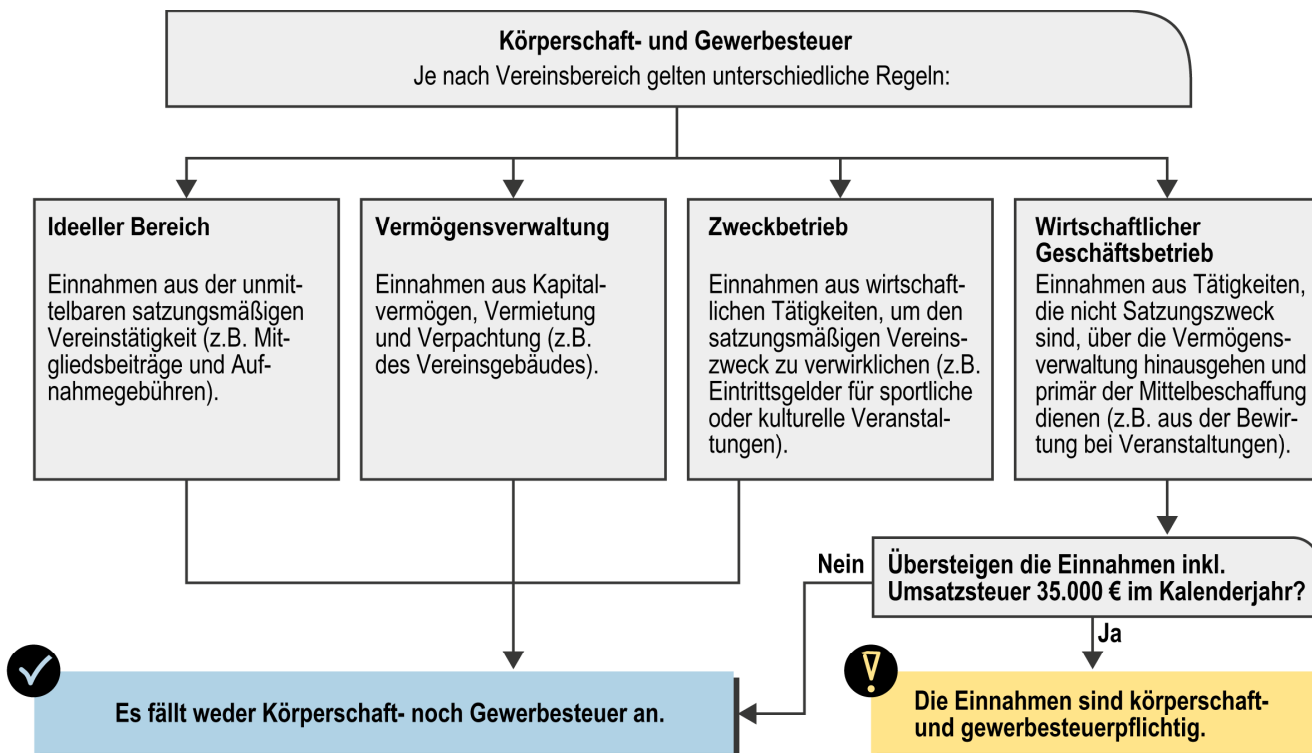 Körperschaft- und Gewerbesteuer
Je nach Vereinsbereich gelten unterschiedliche Regeln:
Ideeller Bereich
Einnahmen aus der unmit-
telbaren satzungsmäßigen
Vereinstätigkeit (z.B. Mit-
gliedsbeiträge und Auf-
nahmegebühren).
Vermögensverwaltung
Einnahmen aus Kapital-
vermögen, Vermietung
und Verpachtung (z.B.
des Vereinsgebäudes).
Zweckbetrieb
Einnahmen aus wirtschaft-
lichen Tätigkeiten, um den
satzungsmäßigen Vereins-
zweck zu verwirklichen (z.B.
Eintrittsgelder für sportliche
oder kulturelle Veranstal-
tungen).
Wirtschaftlicher
Geschäftsbetrieb
Einnahmen aus Tätigkeiten,
die nicht Satzungszweck
sind, über die Vermögens-
verwaltung hinausgehen und
primär der Mittelbeschaffung
dienen (z.B. aus der Bewir-
tung bei Veranstaltungen).
Nein
Übersteigen die Einnahmen inkl.
Umsatzsteuer 35.000 € im Kalenderjahr?
Ja
Es fällt weder Körperschaft- noch Gewerbesteuer an.
Die Einnahmen sind körperschaft-
und gewerbesteuerpflichtig.